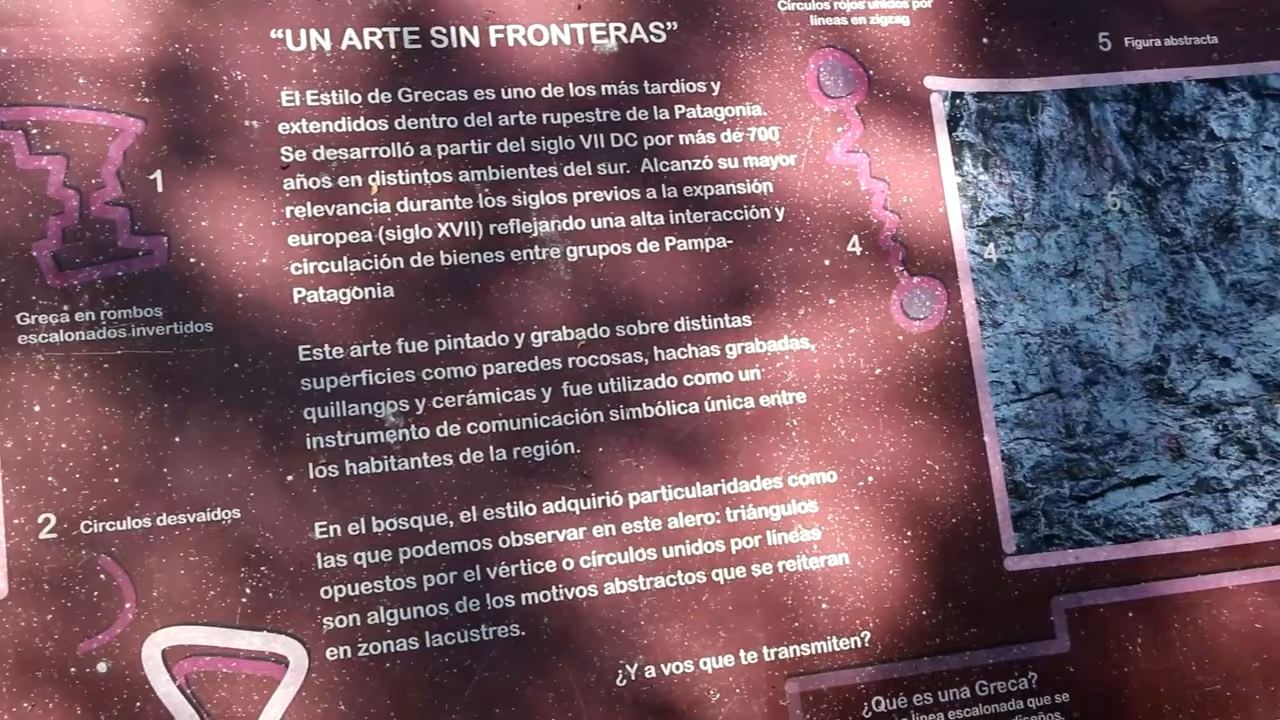 “UN ARTE SIN FRONTERAS”
El Estilo de Grecas es uno de los más tardíos y
extendidos dentro del arte rupestre de la Patagonia.
Se desarrolló a partir del siglo VII DC por más de 700
años en distintos ambientes del sur. Alcanzó su mayor
relevancia durante los siglos previos a la expansión
europea (siglo XVII) reflejando una alta interacción y
circulación de bienes entre grupos de Pampa-
Patagonia
Este arte fue pintado y grabado sobre distintas
superficies como paredes rocosas, hachas grabadas,
quillangos y cerámicas y fue utilizado como un
instrumento de comunicación simbólica única entre
los habitantes de la región.
En el bosque, el estilo adquirió particularidades como
las que podemos observar en este alero: triángulos
opuestos por el vértice o círculos unidos por líneas
son algunos de los motivos abstractos que se reiteran
en zonas lacustres.
¿Y a vos que te transmiten?
1
Greca en rombos
escalonados invertidos
2 Circulos desvaídos
Círculos rojos unidos por
líneas en zigzag
4
5 Figura abstracta
4
5
¿Qué es una Greca?
línea escalonada que se
diseños,